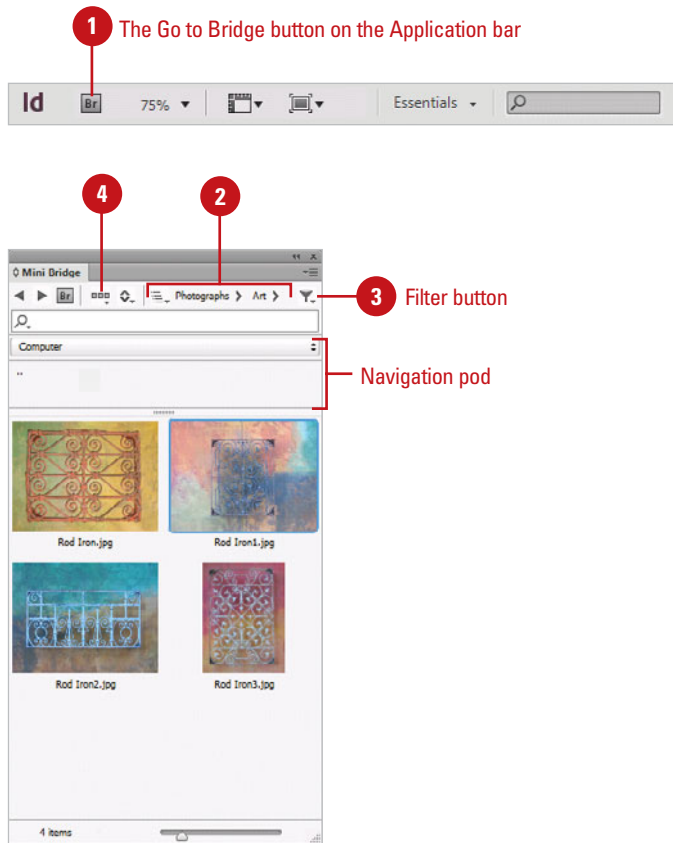 1 The Go to Bridge button on the Application bar
Id Br 75% Essentials
4 2
Mini Bridge
Br Photographs Art
3 Filter button
Computer
Navigation pod
..
Rod Iron.jpg Rod Iron1.jpg
Rod Iron2.jpg Rod Iron3.jpg
4 items